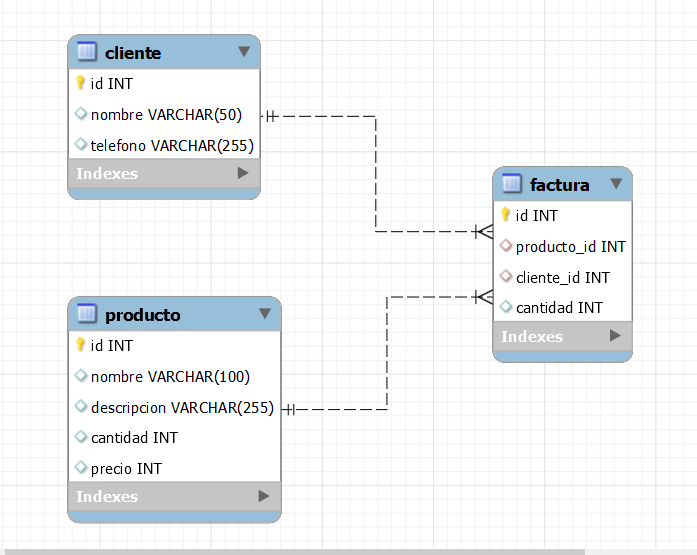 cliente
id INT
nombre VARCHAR(50)
telefono VARCHAR(255)
Indexes
factura
id INT
producto_id INT
cliente_id INT
cantidad INT
Indexes
producto
id INT
nombre VARCHAR(100)
descripcion VARCHAR(255)
cantidad INT
precio INT
Indexes